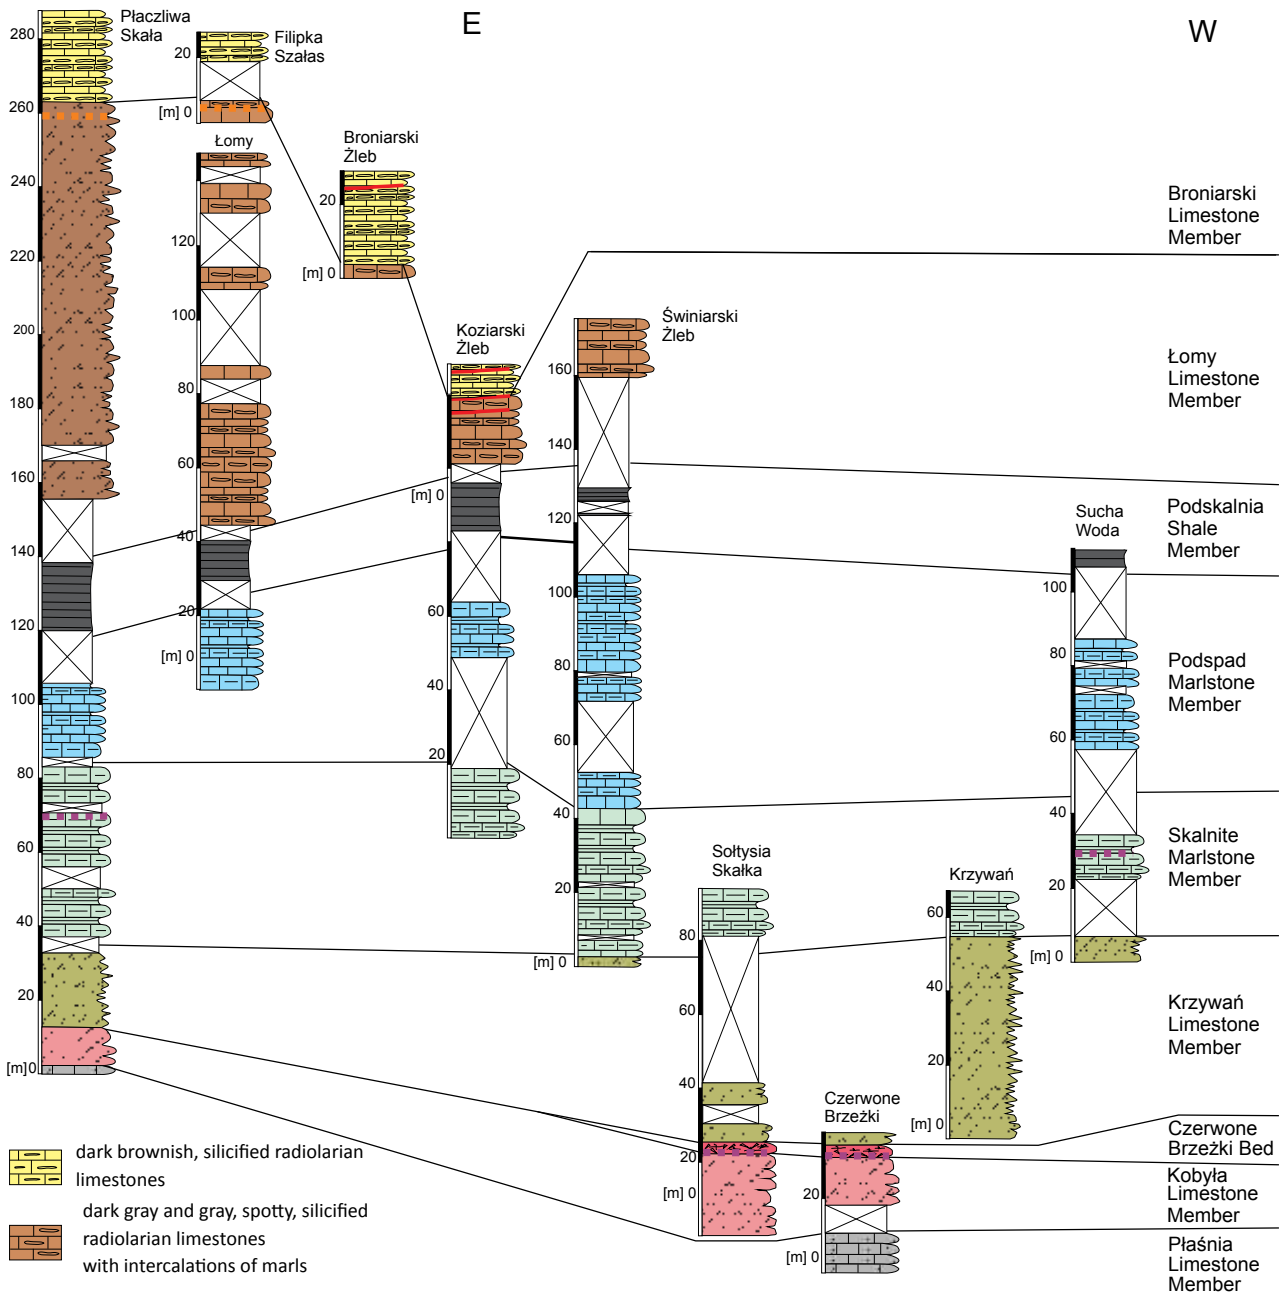 E
W
Płaczliwa
Skała
280
260
240
220
200
180
160
140
120
100
80
60
40
20
[m]0
Filipka
Szałas
20
[m] 0
Łomy
120
100
80
60
40
20
[m] 0
Broniarski
Żleb
20
[m] 0
Koziarski
Żleb
[m] 0
60
40
20
Świniarski
Żleb
160
140
120
100
80
60
40
20
[m] 0
Sołtysia
Skałka
80
60
40
20
[m] 0
Czerwone
Brzeżki
20
[m] 0
Krzywań
60
40
20
[m] 0
Sucha
Woda
100
80
60
40
20
[m] 0
Broniarski
Limestone
Member
Łomy
Limestone
Member
Podskalnia
Shale
Member
Podspad
Marlstone
Member
Skalnite
Marlstone
Member
Krzywań
Limestone
Member
Czerwone
Brzeżki Bed
Kobyła
Limestone
Member
Płaśnia
Limestone
Member
dark brownish, silicified radiolarian
limestones
dark gray and gray, spotty, silicified
radiolarian limestones
with intercalations of marls